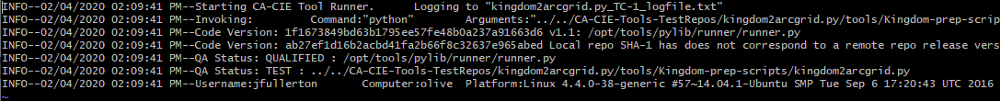 INFO--02/04/2020 02:09:41 PM--Starting CA-CIE Tool Runner.     Logging to "kingdom2arcgrid.py_TC-1_logfile.txt"
INFO--02/04/2020 02:09:41 PM--Invoking:        Command:"python"        Arguments:"../../CA-CIE-Tools-TestRepos/kingdom2arcgrid.py/tools/Kingdom-prep-scrip
INFO--02/04/2020 02:09:41 PM--Code Version: 1f1673849bd63b1795ee57fe48b0a237a91663d6 v1.1: /opt/tools/pylib/runner/runner.py
INFO--02/04/2020 02:09:41 PM--Code Version: ab27ef1d16b2acbd41fa2b66f8c32637e965abed Local repo SHA-1 has does not correspond to a remote repo release vers
INFO--02/04/2020 02:09:41 PM--QA Status: QUALIFIED : /opt/tools/pylib/runner/runner.py
INFO--02/04/2020 02:09:41 PM--QA Status: TEST : ../../CA-CIE-Tools-TestRepos/kingdom2arcgrid.py/tools/Kingdom-prep-scripts/kingdom2arcgrid.py
INFO--02/04/2020 02:09:41 PM--Username:jfullerton      Computer:olive  Platform:Linux 4.4.0-38-generic #57~14.04.1-Ubuntu SMP Tue Sep 6 17:20:43 UTC 2016
~